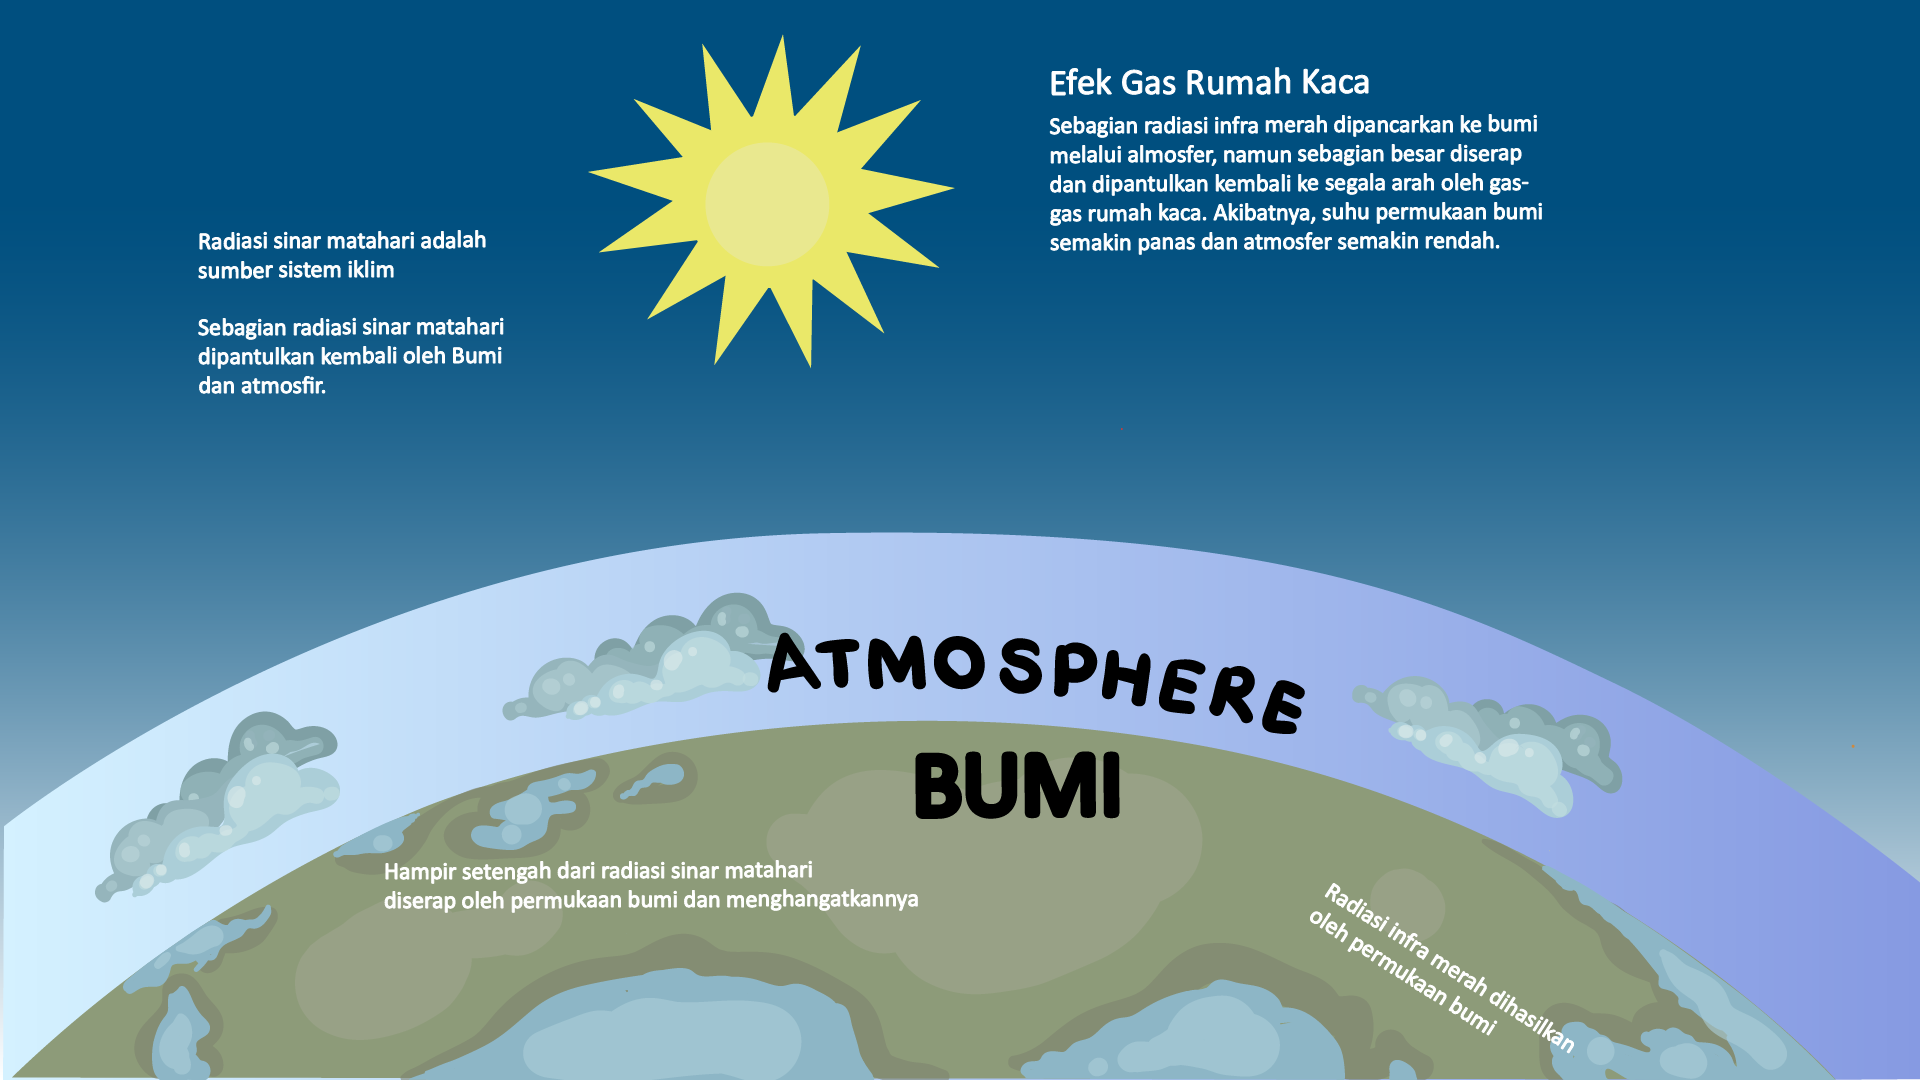 Efek Gas Rumah Kaca
Sebagian radiasi infra merah dipancarkan ke bumi
melalui almosfer, namun sebagian besar diserap
dan dipantulkan kembali ke segala arah oleh gas-
gas rumah kaca. Akibatnya, suhu permukaan bumi
semakin panas dan atmosfer semakin rendah.
Radiasi sinar matahari adalah
sumber sistem iklim
Sebagian radiasi sinar matahari
dipantulkan kembali oleh Bumi
dan atmosfir.
ATMOSPHERE
BUMI
Hampir setengah dari radiasi sinar matahari
diserap oleh permukaan bumi dan menghangatkannya
Radiasi infra merah dihasilkan
oleh permukaan bumi